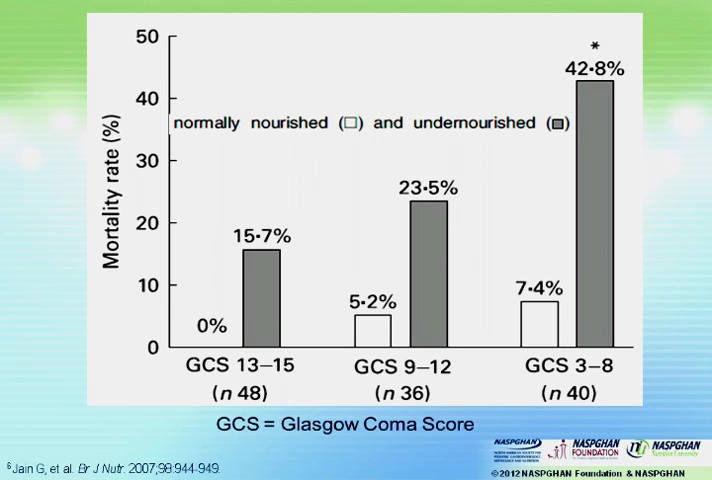 50
*
42·8%
40
normally nourished (□) and undernourished (■)
Mortality rate (%)
30
23·5%
20
15·7%
10
7·4%
5·2%
0%
0
GCS 13–15 GCS 9–12 GCS 3–8
(n 48) (n 36) (n 40)
GCS = Glasgow Coma Score
NASPGHAN NASPGHAN FOUNDATION NASPGHAN
6 Jain G, et al. Br J Nutr. 2007;98:944-949.
©2012 NASPGHAN Foundation & NASPGHAN